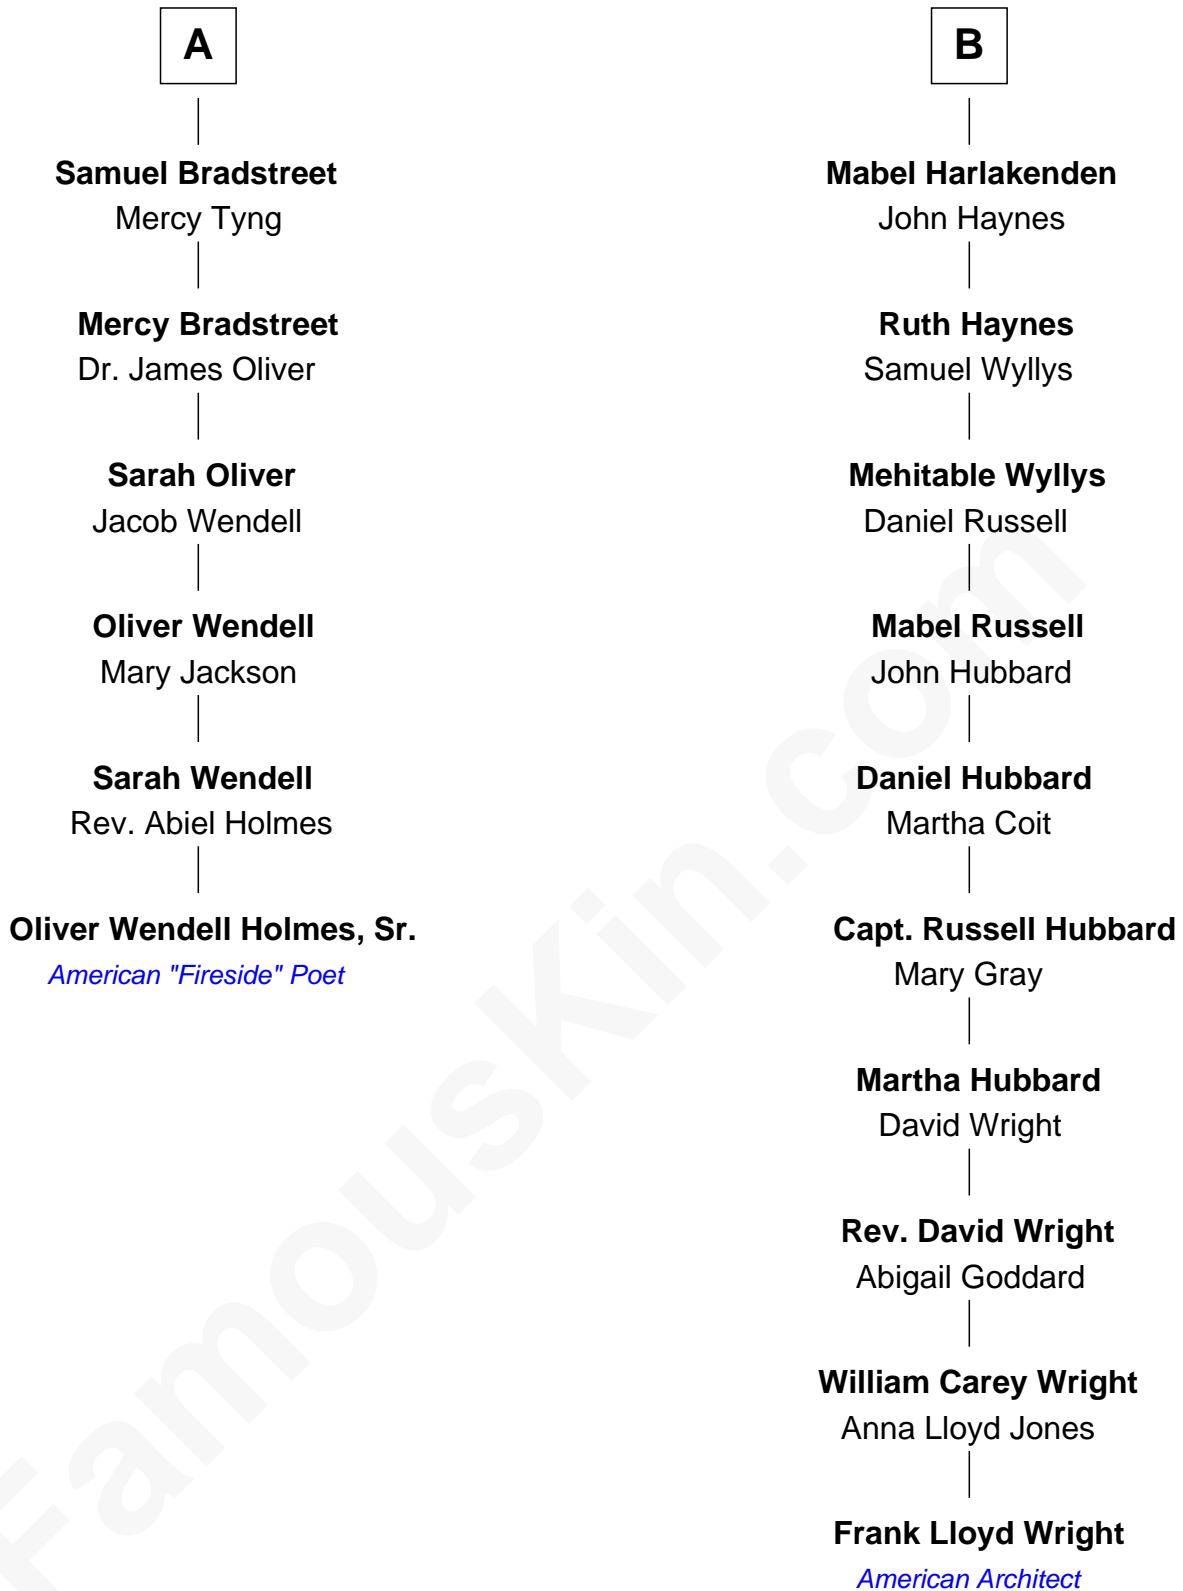 A
Samuel Bradstreet
Mercy Tyng
Mercy Bradstreet
Dr. James Oliver
Sarah Oliver
Jacob Wendell
Oliver Wendell
Mary Jackson
Sarah Wendell
Rev. Abiel Holmes
Oliver Wendell Holmes, Sr.
American "Fireside" Poet
B
Mabel Harlakenden
John Haynes
Ruth Haynes
Samuel Wyllys
Mehitable Wyllys
Daniel Russell
Mabel Russell
John Hubbard
Daniel Hubbard
Martha Coit
Capt. Russell Hubbard
Mary Gray
Martha Hubbard
David Wright
Rev. David Wright
Abigail Goddard
William Carey Wright
Anna Lloyd Jones
Frank Lloyd Wright
American Architect
FamousKin.com